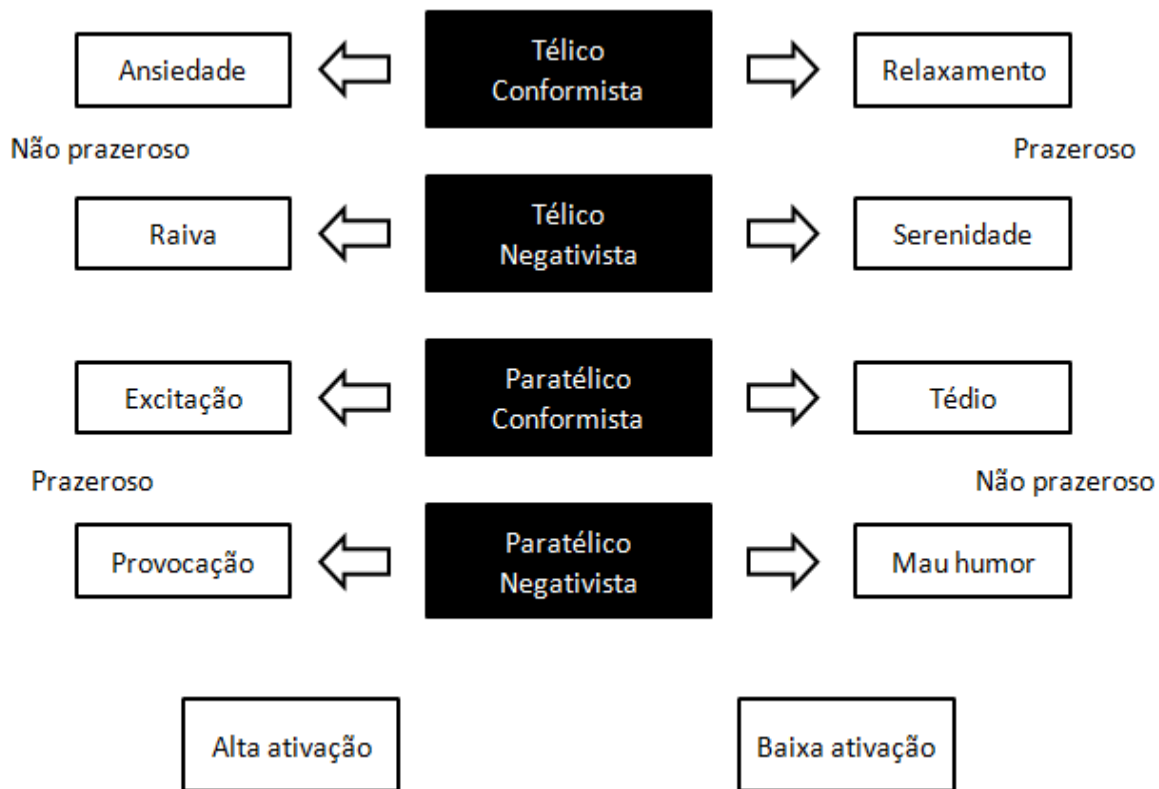 Ansiedade
Télico
Conformista
Relaxamento
Não prazeroso
Prazeroso
Raiva
Télico
Negativista
Serenidade
Excitação
Paratélico
Conformista
Tédio
Prazeroso
Não prazeroso
Provocação
Paratélico
Negativista
Mau humor
Alta ativação
Baixa ativação